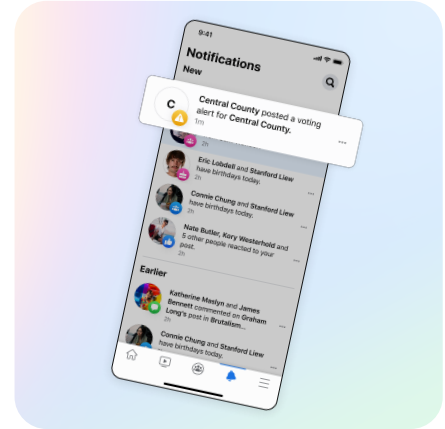 9:41
Notifications
New
C
Central County posted a voting
alert for Central County.
1m
2h
Eric Lobdell and Stanford Liew
have birthdays today.
2h
Connie Chung and Stanford Liew
have birthdays today.
2h
Nate Butler, Kory Westerhold and
5 other people reacted to your
post.
2h
Earlier
Katherine Maslyn and James
Bennett commented on Graham
Long's post in Brutalism...
2h
Connie Chung and Stanford Liew
have birthdays today.
2h